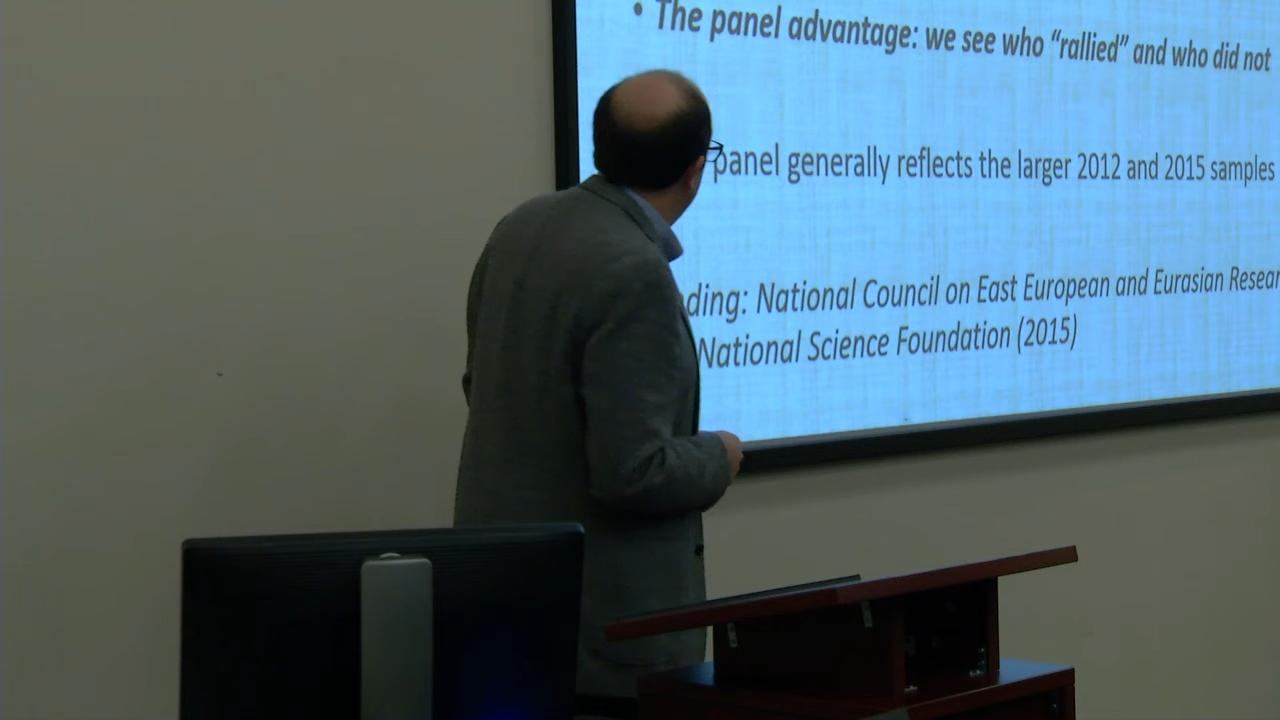 • The panel advantage: we see who “rallied” and who did not
panel generally reflects the larger 2012 and 2015 samples
ding: National Council on East European and Eurasian Resear
National Science Foundation (2015)